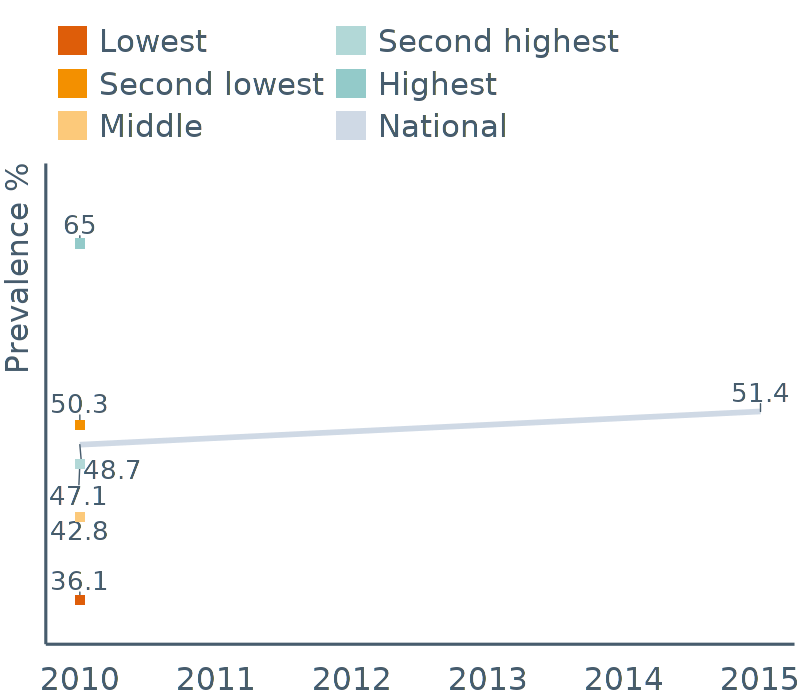 Lowest
Second highest
Second lowest
Highest
Middle
National
Prevalence %
65
51.4
50.3
48.7
47.1
42.8
36.1
2010 2011 2012 2013 2014 2015